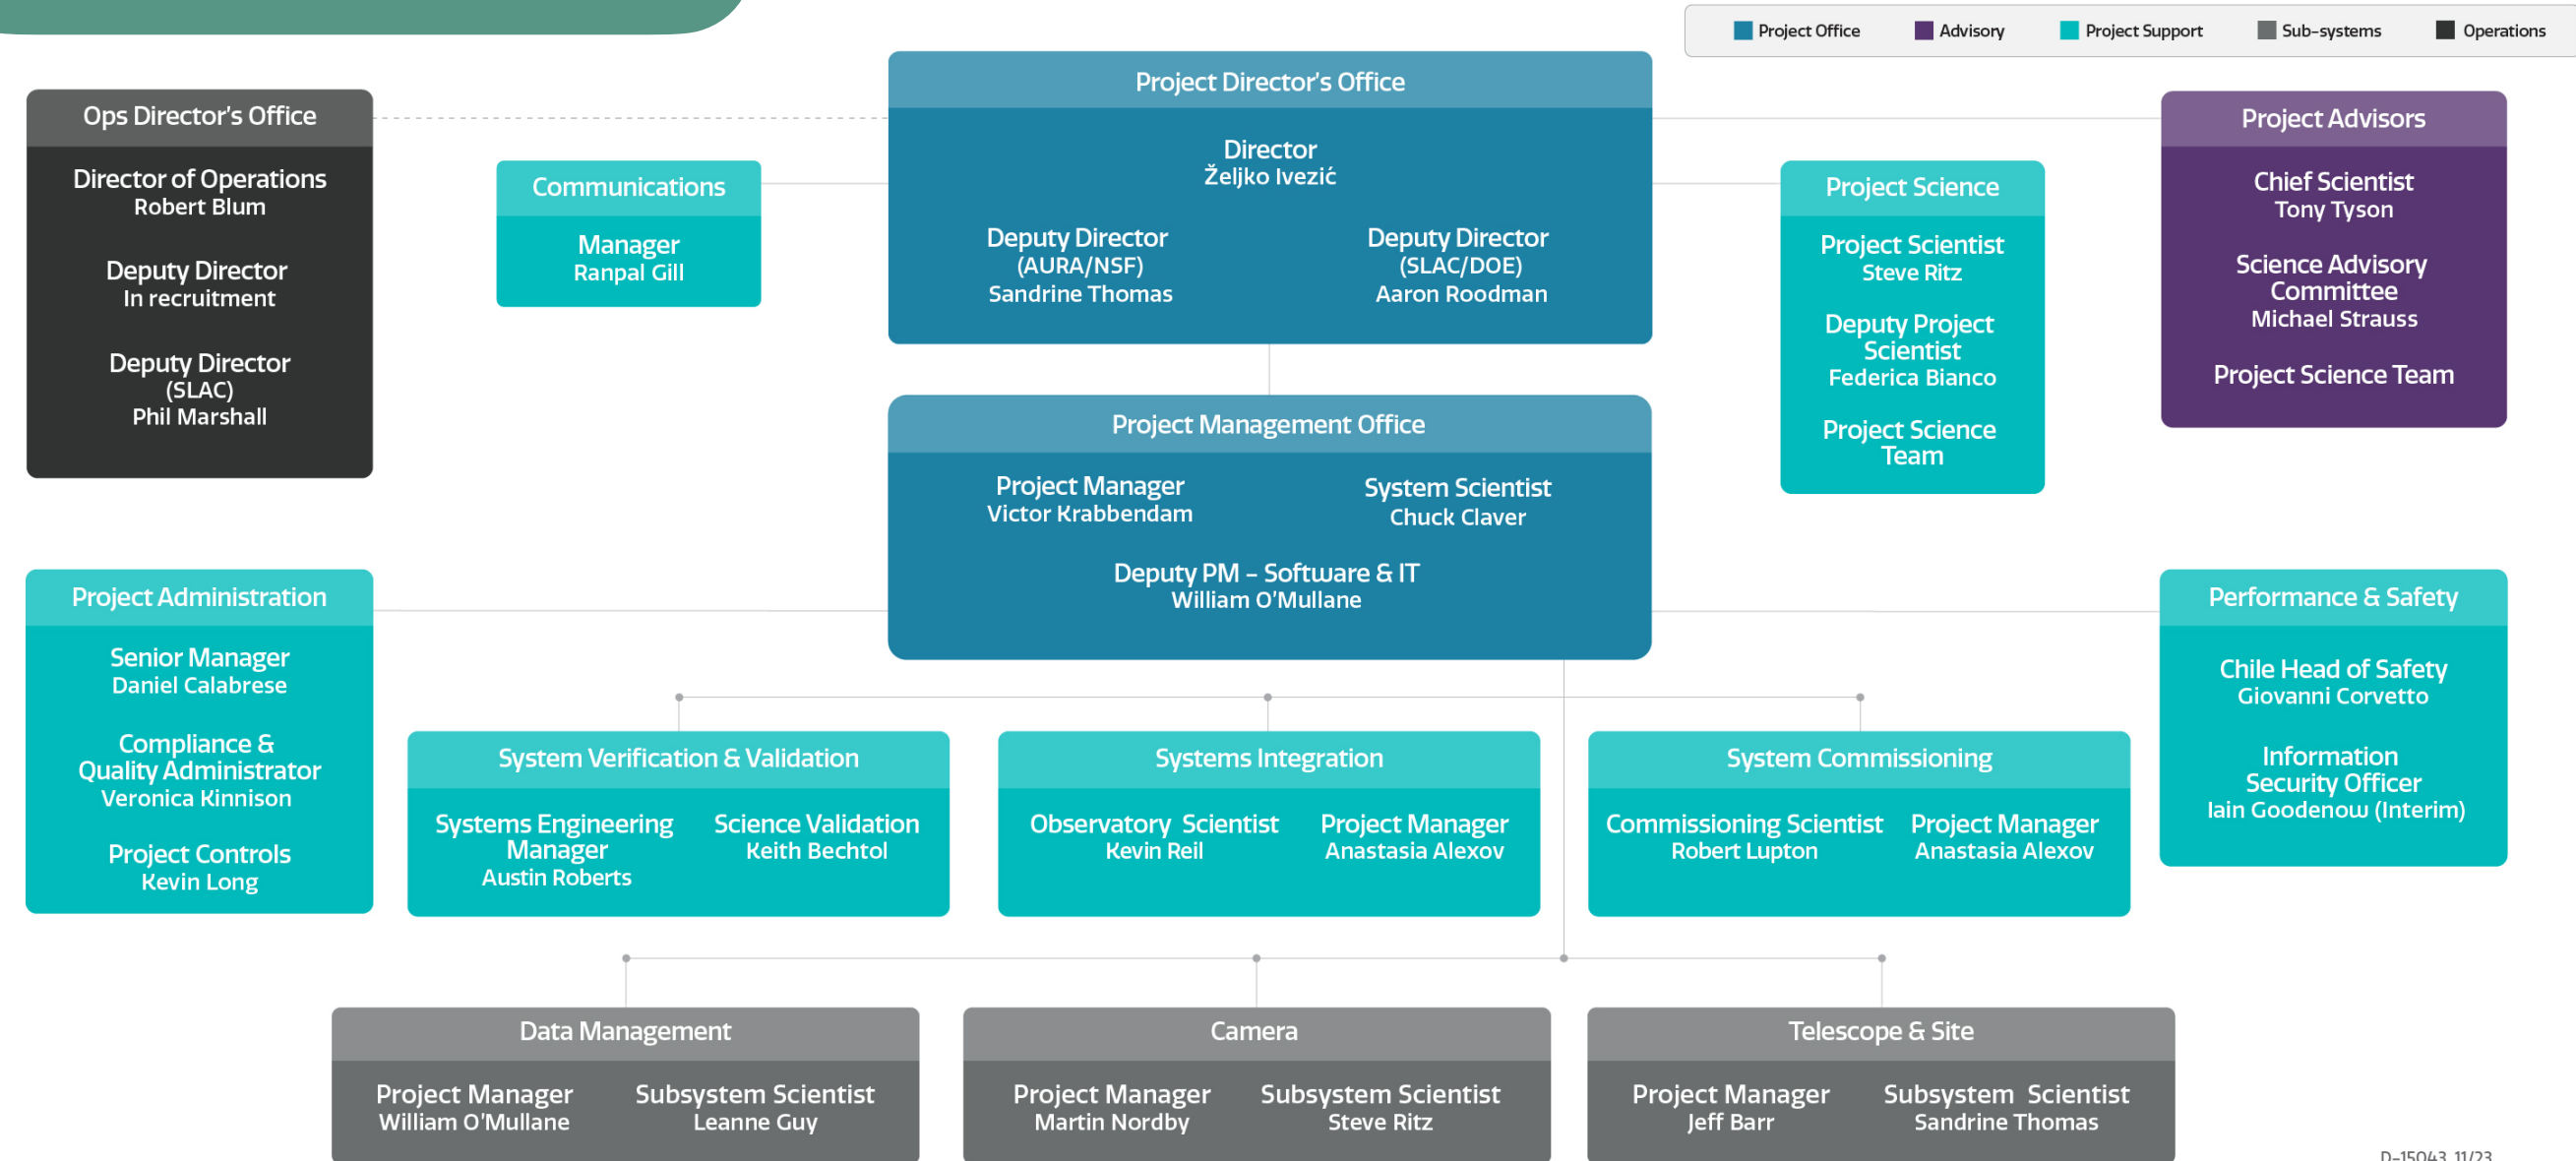 Project Office
Advisory
Project Support
Sub-systems
Operations
Project Director's Office
Director
Željko Ivezić
Deputy Director
(AURA/NSF)
Sandrine Thomas
Deputy Director
(SLAC/DOE)
Aaron Roodman
Ops Director's Office
Director of Operations
Robert Blum
Deputy Director
In recruitment
Deputy Director
(SLAC)
Phil Marshall
Communications
Manager
Ranpal Gill
Project Science
Project Scientist
Steve Ritz
Deputy Project
Scientist
Federica Bianco
Project Science
Team
Project Advisors
Chief Scientist
Tony Tyson
Science Advisory
Committee
Michael Strauss
Project Science Team
Project Management Office
Project Manager
Victor Krabbendam
System Scientist
Chuck Claver
Deputy PM - Software & IT
William O'Mullane
Project Administration
Senior Manager
Daniel Calabrese
Compliance &
Quality Administrator
Veronica Kinnison
Project Controls
Kevin Long
Performance & Safety
Chile Head of Safety
Giovanni Corvetto
Information
Security Officer
Iain Goodenow (Interim)
System Verification & Validation
Systems Engineering
Manager
Austin Roberts
Science Validation
Keith Bechtol
Systems Integration
Observatory Scientist
Kevin Reil
Project Manager
Anastasia Alexov
System Commissioning
Commissioning Scientist
Robert Lupton
Project Manager
Anastasia Alexov
Data Management
Project Manager
William O'Mullane
Subsystem Scientist
Leanne Guy
Camera
Project Manager
Martin Nordby
Subsystem Scientist
Steve Ritz
Telescope & Site
Project Manager
Jeff Barr
Subsystem Scientist
Sandrine Thomas
D-15043 11/23